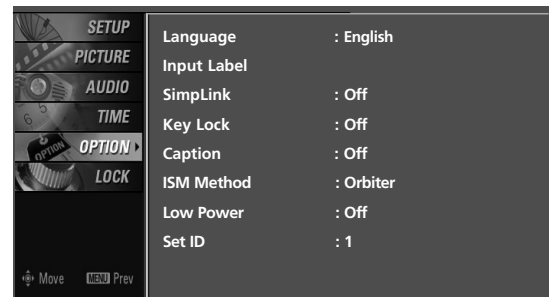 SETUP
PICTURE
AUDIO
TIME
OPTION
LOCK
Move MENU Prev
Language : English
Input Label
SimpLink : Off
Key Lock : Off
Caption : Off
ISM Method : Orbiter
Low Power : Off
Set ID : 1